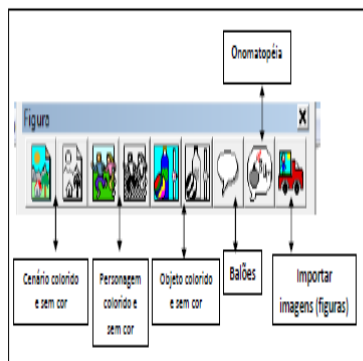 Onomatopéia
Figura
Cenário colorido
e sem cor
Personagem
colorido e
sem cor
Objeto colorido
e sem cor
Balões
Importar
imagens (figuras)